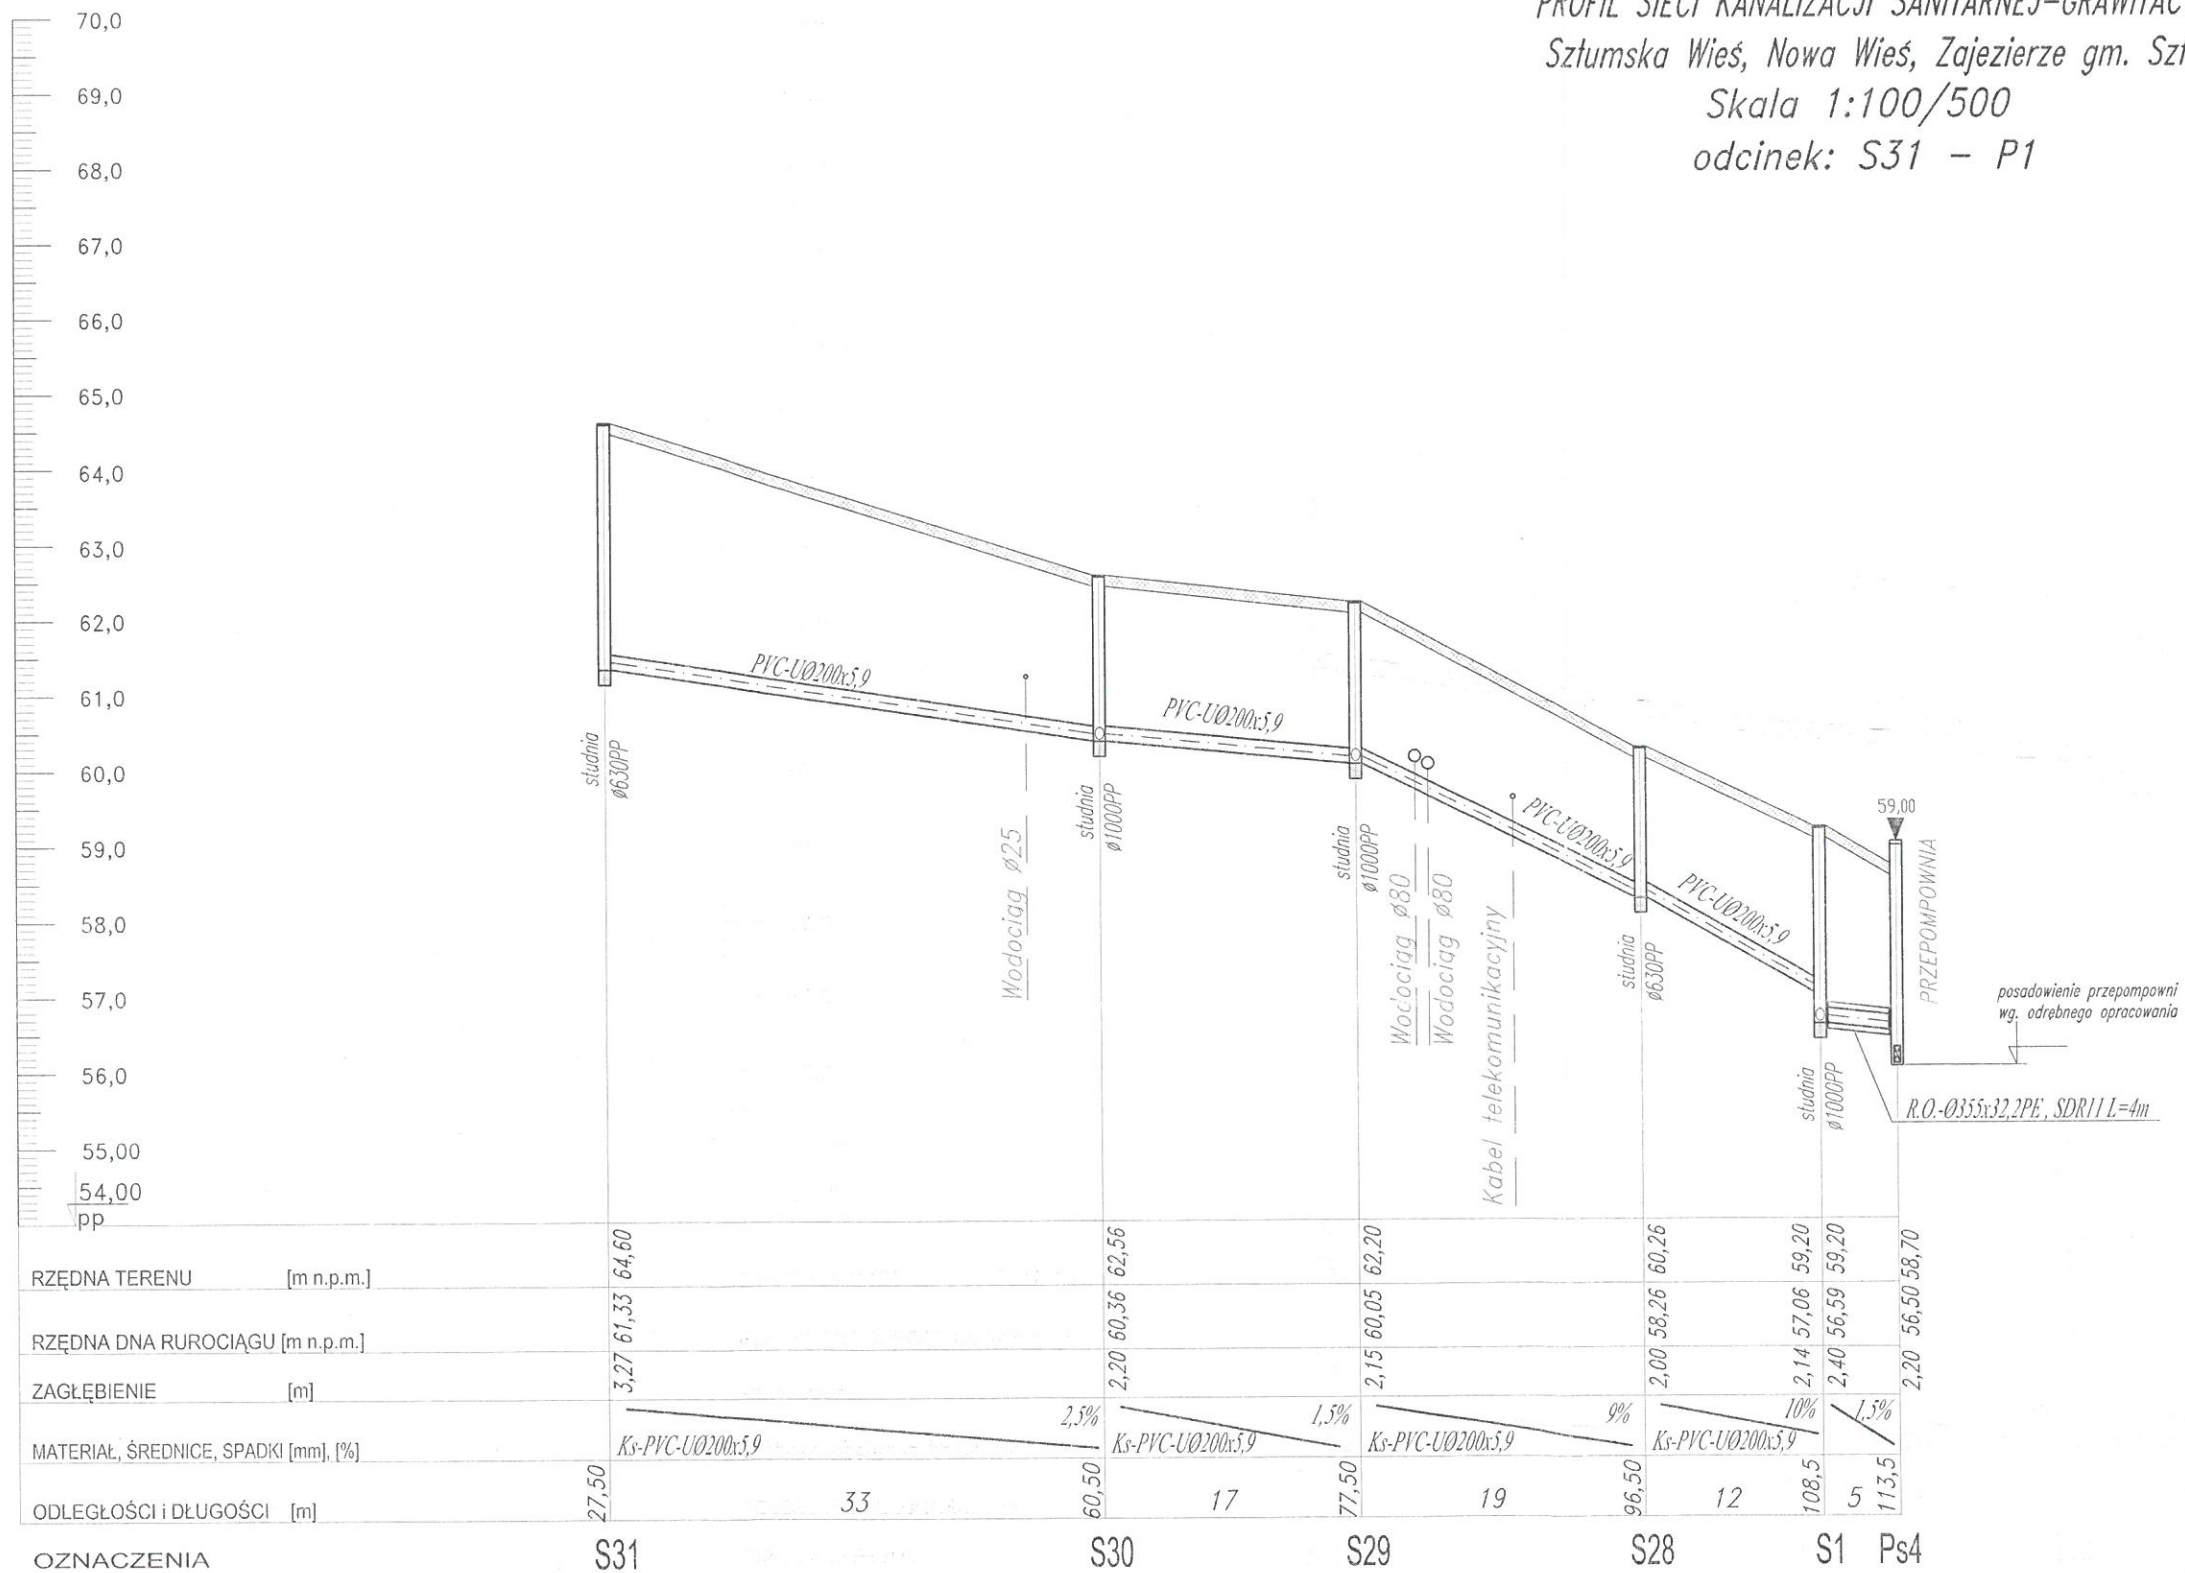 PROFIL SIECI KANALIZACJI SANITARNEJ-GRAWITAC
Sztumska Wieś, Nowa Wieś, Zajezierze gm. Szt
Skala 1:100/500
odcinek: S31 - P1
70,0
69,0
68,0
67,0
66,0
65,0
64,0
63,0
62,0
61,0
60,0
59,0
58,0
57,0
56,0
55,00
54,00
pp
PVC-UØ200x5,9
PVC-UØ200x5,9
PVC-UØ200x5,9
PVC-UØ200x5,9
studnia
ø630PP
Wodociąg ø25
studnia
ø1000PP
studnia
ø1000PP
Wodociąg ø80
Wodociąg ø80
Kabel telekomunikacyjny
studnia
ø630PP
studnia
ø1000PP
59,00
PRZEPOMPOWNIA
posadowienie przepompowni
wg. odrębnego opracowania
R.O.-Ø355x32,2PE, SDR11 L=4m
RZĘDNA TERENU [m n.p.m.] 64,60 62,56 62,20 60,26 59,20 59,20 58,70
RZĘDNA DNA RUROCIĄGU [m n.p.m.] 61,33 60,36 60,05 58,26 57,06 56,59 56,50
ZAGŁĘBIENIE [m] 3,27 2,20 2,15 2,00 2,14 2,40 2,20
2,5% 1,5% 9% 10% 1,5%
MATERIAŁ, ŚREDNICE, SPADKI [mm], [%] Ks-PVC-UØ200x5,9 Ks-PVC-UØ200x5,9 Ks-PVC-UØ200x5,9 Ks-PVC-UØ200x5,9
ODLEGŁOŚCI i DŁUGOŚCI [m] 27,50 33 60,50 17 77,50 19 96,50 12 108,5 5 113,5
OZNACZENIA S31 S30 S29 S28 S1 Ps4